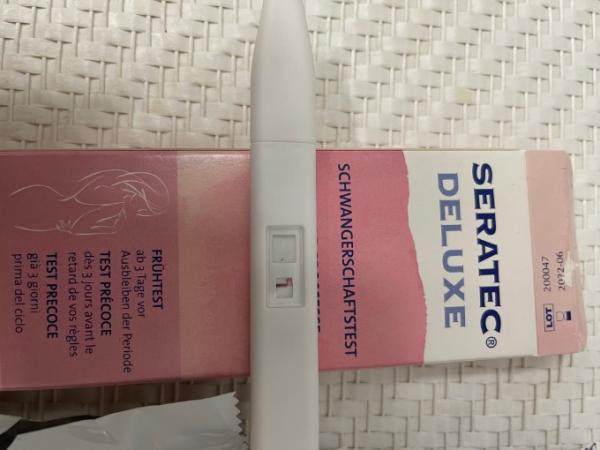 SERATEC®
DELUXE
SCHWANGERSCHAFTSTEST
FRÜHTEST
ab 3 Tage vor
Ausbleiben der Periode
TEST PRÉCOCE
dès 3 jours avant le
retard de vos règles
TEST PRECOCE
già 3 giorni
prima del ciclo
2022-06
LOT 200047